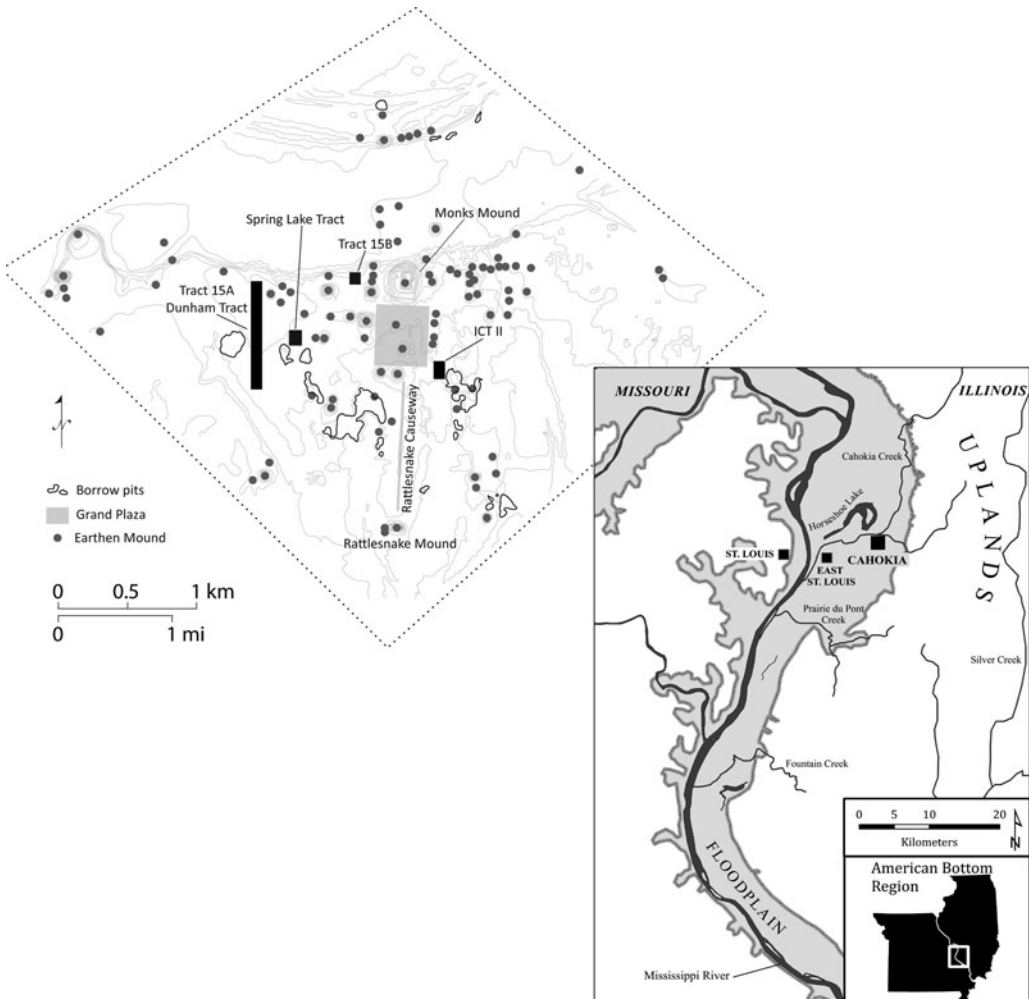 Spring Lake Tract
Monks Mound
Tract 15B
Tract 15A
Dunham Tract
ICT II
Rattlesnake Causeway
Rattlesnake Mound
Borrow pits
Grand Plaza
Earthen Mound
0 0.5 1 km
0 1 mi
MISSOURI
ILLINOIS
UPLANDS
Cahokia Creek
Horseshoe Lake
ST. LOUIS
CAHOKIA
EAST
ST. LOUIS
Prairie du Pont
Creek
Silver Creek
Fountain Creek
FLOODPLAIN
Mississippi River
0 5 10 20
Kilometers
N
American Bottom
Region